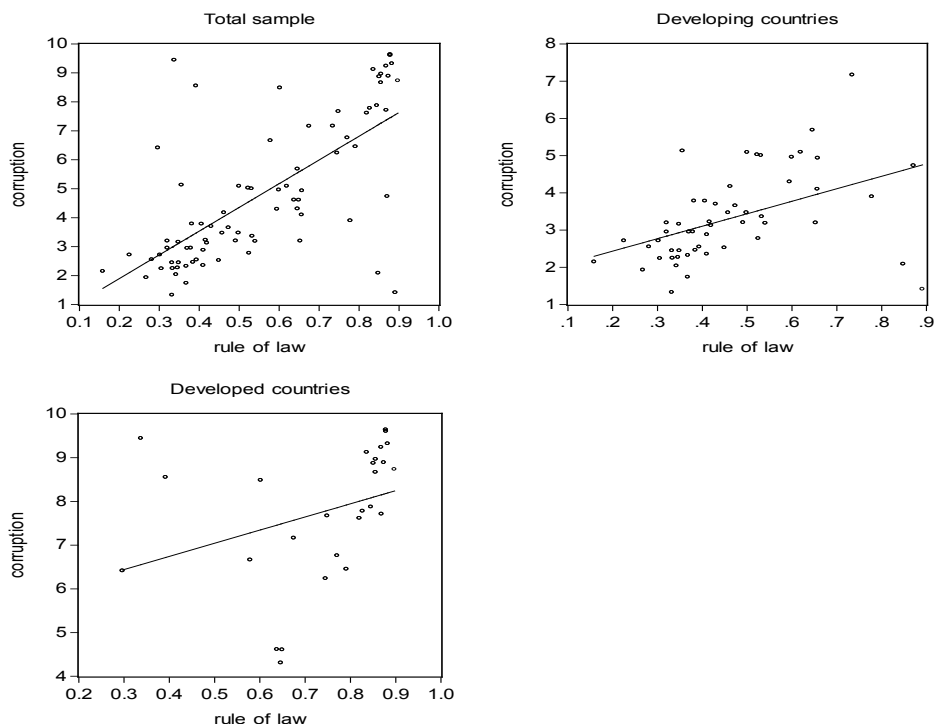 Total sample
10
9
8
7
6
5
4
3
2
1
corruption
0.1 0.2 0.3 0.4 0.5 0.6 0.7 0.8 0.9 1.0
rule of law
Developing countries
8
7
6
5
4
3
2
1
corruption
.1 .2 .3 .4 .5 .6 .7 .8 .9
rule of law
Developed countries
10
9
8
7
6
5
4
corruption
0.2 0.3 0.4 0.5 0.6 0.7 0.8 0.9 1.0
rule of law